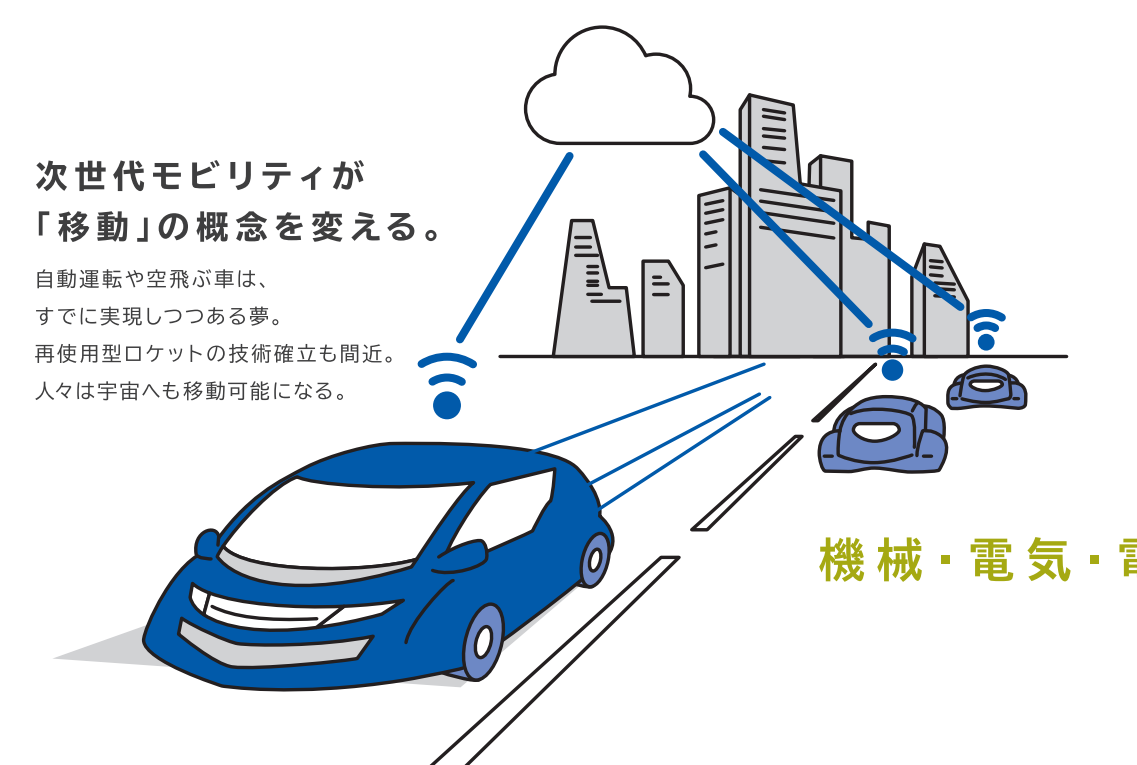 次世代モビリティが
「移動」の概念を変える。
自動運転や空飛ぶ車は、
すでに実現しつつある夢。
再使用型ロケットの技術確立も間近。
人々は宇宙へも移動可能になる。
機械・電気・